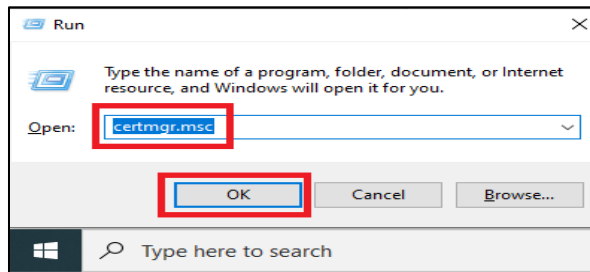 Run
Type the name of a program, folder, document, or Internet
resource, and Windows will open it for you.
Open: certmgr.msc
OK Cancel Browse...
Type here to search